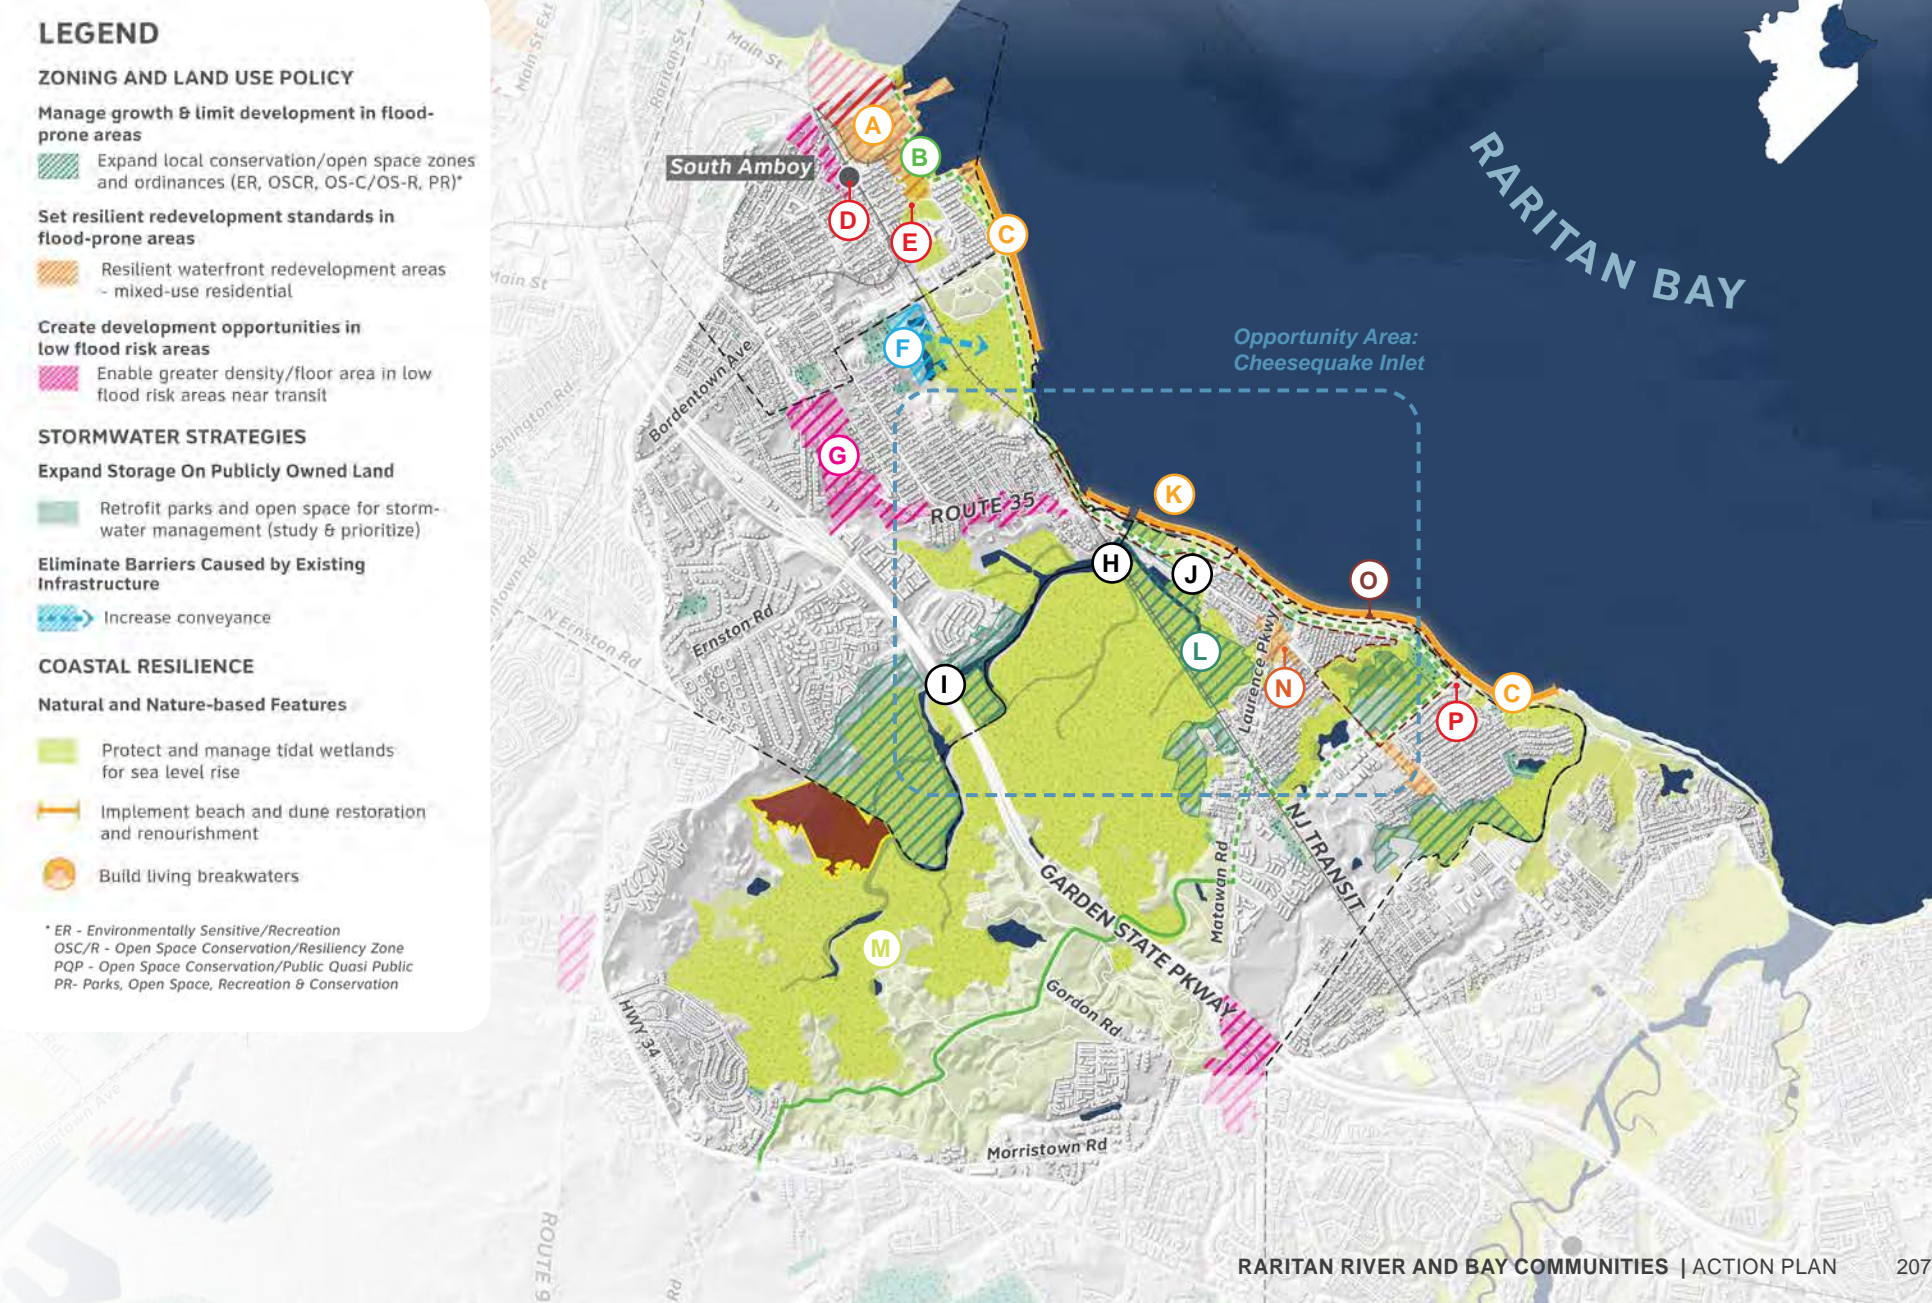 LEGEND
ZONING AND LAND USE POLICY
Manage growth & limit development in flood-
prone areas
Expand local conservation/open space zones
and ordinances (ER, OSCR, OS-C/OS-R, PR)*
Set resilient redevelopment standards in
flood-prone areas
Resilient waterfront redevelopment areas
- mixed-use residential
Create development opportunities in
low flood risk areas
Enable greater density/floor area in low
flood risk areas near transit
STORMWATER STRATEGIES
Expand Storage On Publicly Owned Land
Retrofit parks and open space for storm-
water management (study & prioritize)
Eliminate Barriers Caused by Existing
Infrastructure
Increase conveyance
COASTAL RESILIENCE
Natural and Nature-based Features
Protect and manage tidal wetlands
for sea level rise
Implement beach and dune restoration
and renourishment
Build living breakwaters
* ER - Environmentally Sensitive/Recreation
OSC/R - Open Space Conservation/Resiliency Zone
PQP - Open Space Conservation/Public Quasi Public
PR- Parks, Open Space, Recreation & Conservation
Main St Ext
Raritan St
Main St
A
B
South Amboy
D
E
C
RARITAN BAY
Main St
F
Opportunity Area:
Cheesequake Inlet
Bordentown Ave
G
K
ROUTE 35
H
J
O
N Ernston Rd
Ernston Rd
L
Laurence Pkwy
I
N
C
P
NJ TRANSIT
GARDEN STATE PKWAY
Matawan Rd
M
Gordon Rd
HWY 34
Morristown Rd
ROUTE 9
Rd
RARITAN RIVER AND BAY COMMUNITIES | ACTION PLAN 207